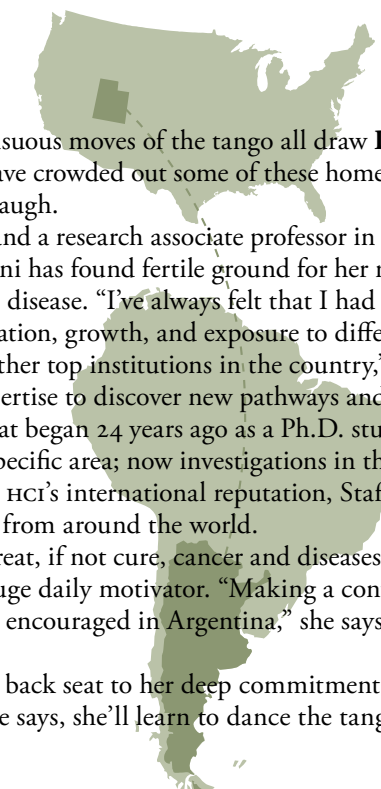 suous moves of the tango all draw
ave crowded out some of these home
augh.
nd a research associate professor in
ni has found fertile ground for her
disease. “I’ve always felt that I had
ation, growth, and exposure to diffe
ther top institutions in the country,”
ertise to discover new pathways and
at began 24 years ago as a Ph.D. stu
pecific area; now investigations in th
HCI’s international reputation, Staf
from around the world.
reat, if not cure, cancer and diseases
uge daily motivator. “Making a con
encouraged in Argentina,” she says
back seat to her deep commitment
e says, she’ll learn to dance the tang